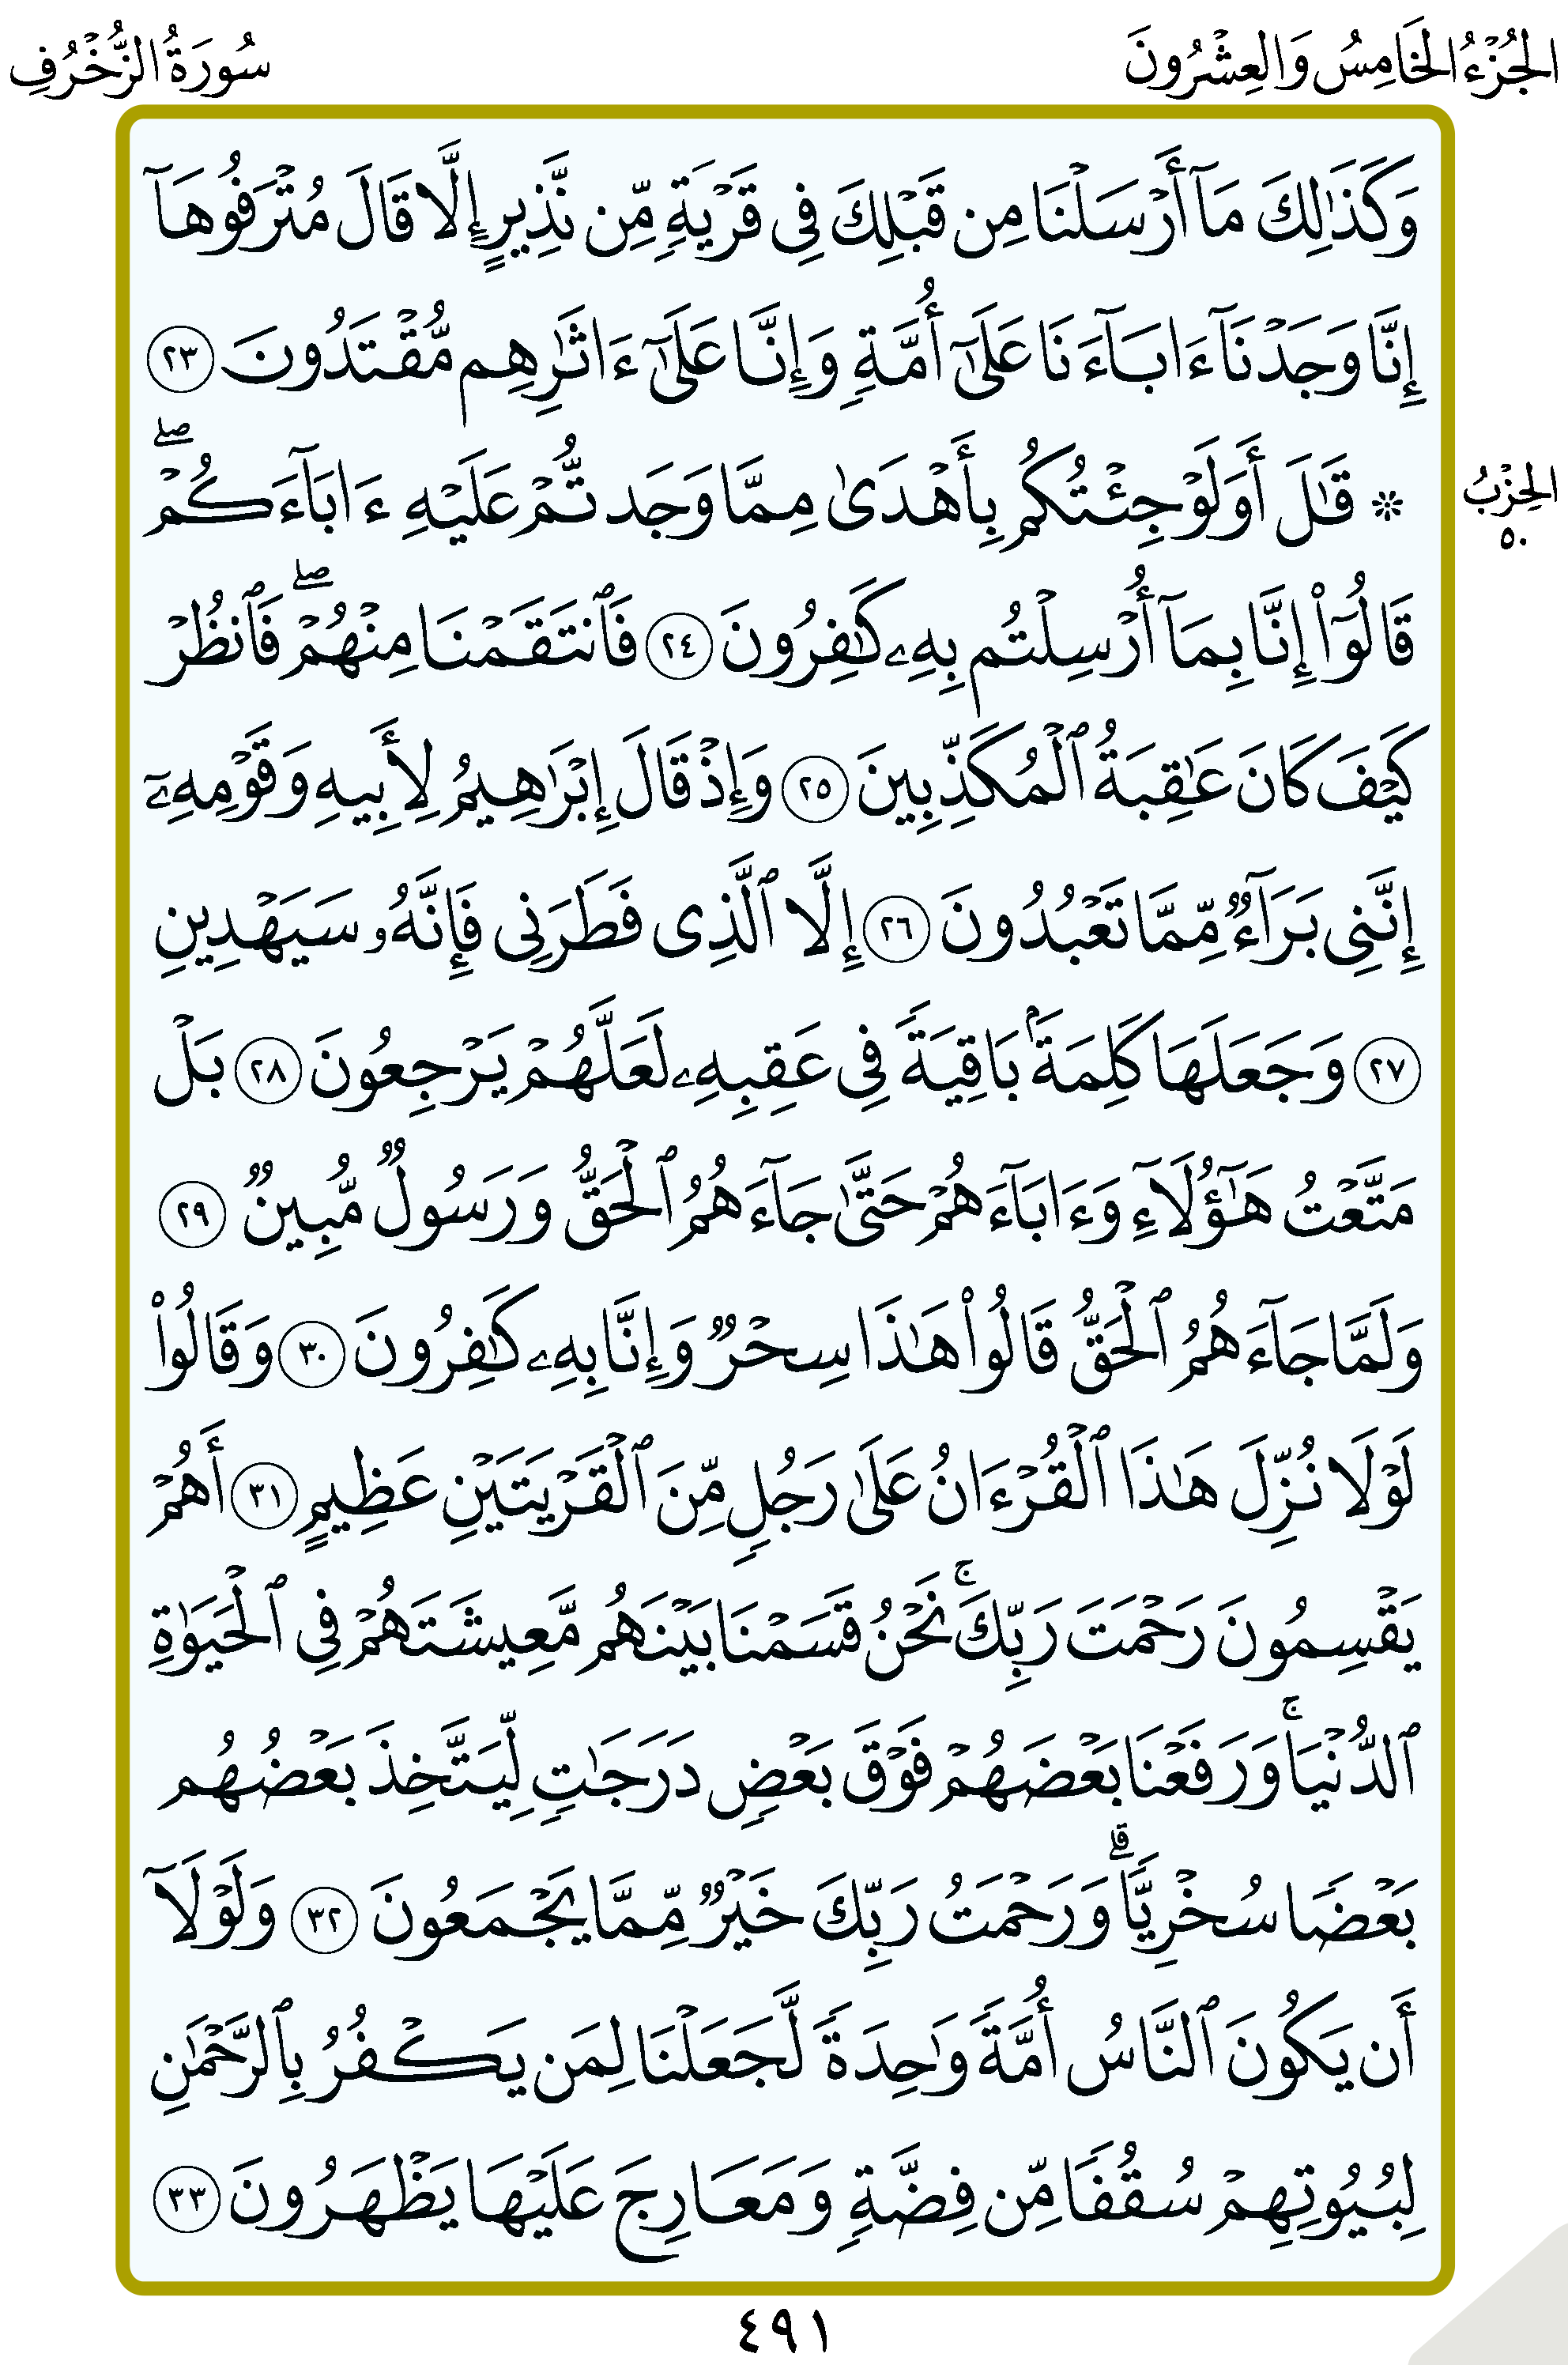 الجُزْءُ الخَامِسُ وَالعِشْرُونَ
سُورَةُ الزُّخْرُفِ
وَكَذَٰلِكَ مَآ أَرْسَلْنَا مِن قَبْلِكَ فِى قَرْيَةٍ مِّن نَّذِيرٍ إِلَّا قَالَ مُتْرَفُوهَآ
إِنَّا وَجَدْنَآ ءَابَآءَنَا عَلَىٰٓ أُمَّةٍ وَإِنَّا عَلَىٰٓ ءَاثَٰرِهِم مُّقْتَدُونَ ٢٣
۞ قَٰلَ أَوَلَوْ جِئْتُكُم بِأَهْدَىٰ مِمَّا وَجَدتُّمْ عَلَيْهِ ءَابَآءَكُمْۖ
الحِزْبُ
٥٠
قَالُوٓا۟ إِنَّا بِمَآ أُرْسِلْتُم بِهِۦ كَٰفِرُونَ ٢٤ فَٱنتَقَمْنَا مِنْهُمْۖ فَٱنظُرْ
كَيْفَ كَانَ عَٰقِبَةُ ٱلْمُكَذِّبِينَ ٢٥ وَإِذْ قَالَ إِبْرَٰهِيمُ لِأَبِيهِ وَقَوْمِهِۦٓ
إِنَّنِى بَرَآءٌ مِّمَّا تَعْبُدُونَ ٢٦ إِلَّا ٱلَّذِى فَطَرَنِى فَإِنَّهُۥ سَيَهْدِينِ
٢٧ وَجَعَلَهَا كَلِمَةًۢ بَاقِيَةً فِى عَقِبِهِۦ لَعَلَّهُمْ يَرْجِعُونَ ٢٨ بَلْ
مَتَّعْتُ هَٰٓؤُلَآءِ وَءَابَآءَهُمْ حَتَّىٰ جَآءَهُمُ ٱلْحَقُّ وَرَسُولٌ مُّبِينٌ ٢٩
وَلَمَّا جَآءَهُمُ ٱلْحَقُّ قَالُوا۟ هَٰذَا سِحْرٌ وَإِنَّا بِهِۦ كَٰفِرُونَ ٣٠ وَقَالُوا۟
لَوْلَا نُزِّلَ هَٰذَا ٱلْقُرْءَانُ عَلَىٰ رَجُلٍ مِّنَ ٱلْقَرْيَتَيْنِ عَظِيمٍ ٣١ أَهُمْ
يَقْسِمُونَ رَحْمَتَ رَبِّكَۚ نَحْنُ قَسَمْنَا بَيْنَهُم مَّعِيشَتَهُمْ فِى ٱلْحَيَوٰةِ
ٱلدُّنْيَاۚ وَرَفَعْنَا بَعْضَهُمْ فَوْقَ بَعْضٍ دَرَجَٰتٍ لِّيَتَّخِذَ بَعْضُهُم
بَعْضًا سُخْرِيًّاۗ وَرَحْمَتُ رَبِّكَ خَيْرٌ مِّمَّا يَجْمَعُونَ ٣٢ وَلَوْلَآ
أَن يَكُونَ ٱلنَّاسُ أُمَّةً وَٰحِدَةً لَّجَعَلْنَا لِمَن يَكْفُرُ بِٱلرَّحْمَٰنِ
لِبُيُوتِهِمْ سُقُفًا مِّن فِضَّةٍ وَمَعَارِجَ عَلَيْهَا يَظْهَرُونَ ٣٣
٤٩١